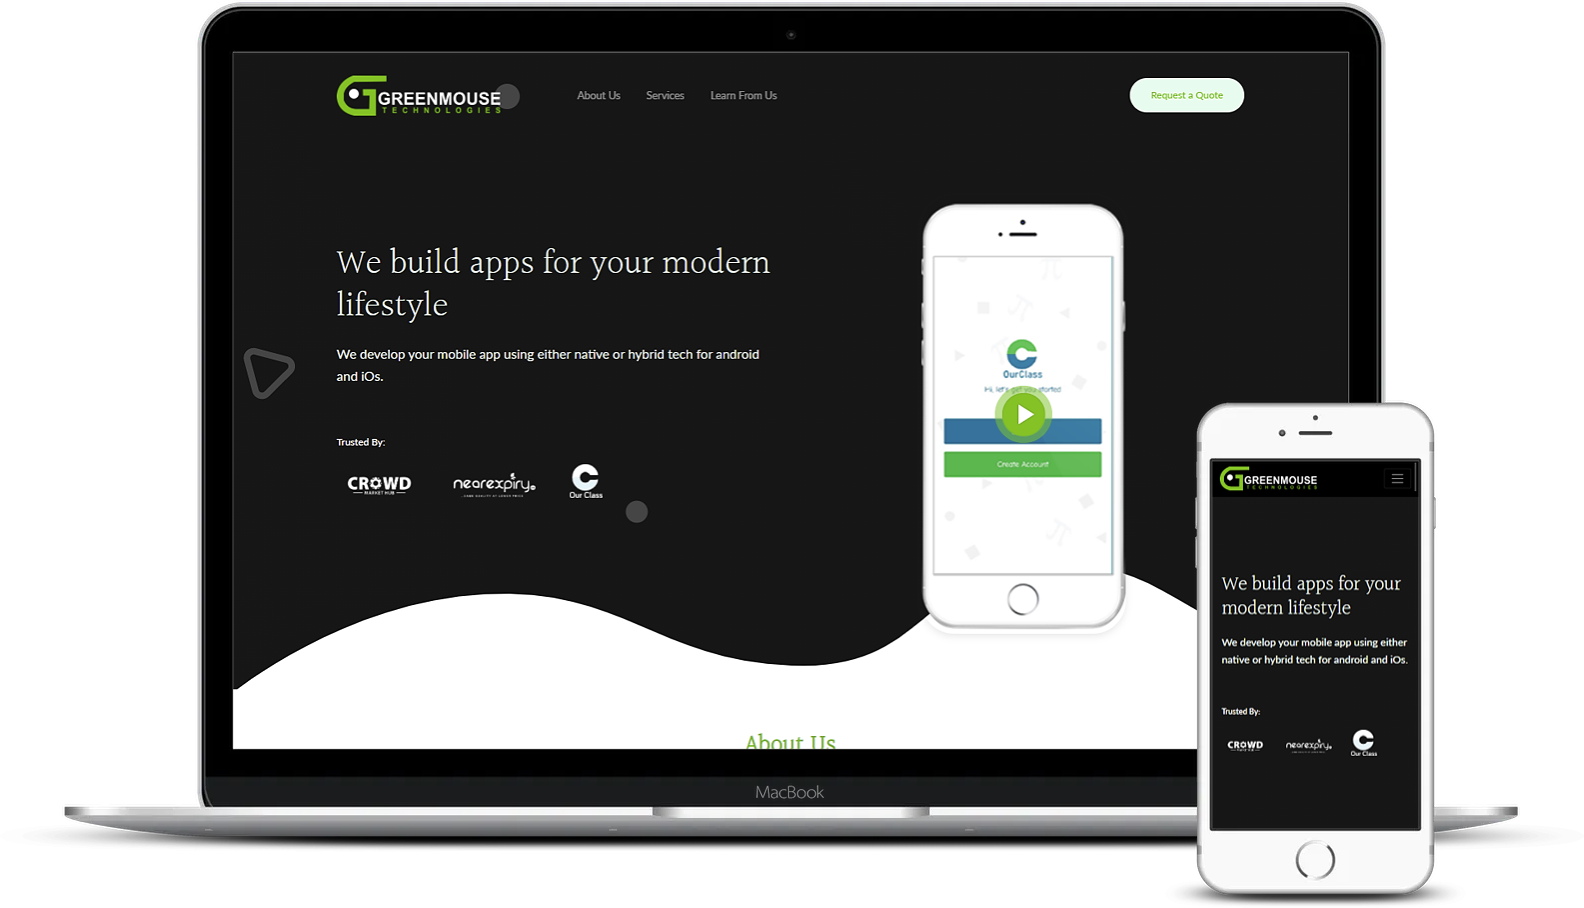 GREENMOUSE
TECHNOLOGIES
About Us
Services
Learn From Us
Request a Quote
We build apps for your modern
lifestyle
We develop your mobile app using either native or hybrid tech for android
and iOs.
Trusted By:
CROWD
MARKET HUB
nearexpiry
Our Class
OurClass
Hi, let's get you started
Create Account
About Us
MacBook
GREENMOUSE
TECHNOLOGIES
We build apps for your
modern lifestyle
We develop your mobile app using either
native or hybrid tech for android and iOs.
Trusted By:
CROWD
nearexpiry
Our Class